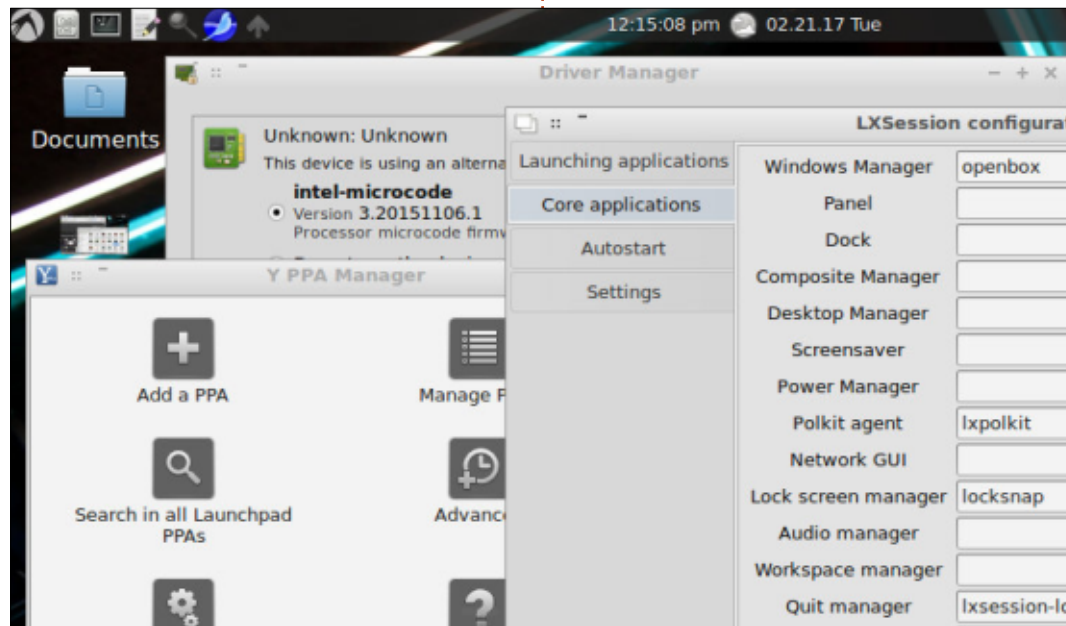 12:15:08 pm 02.21.17 Tue
Documents
Driver Manager
Unknown: Unknown
This device is using an alterna
intel-microcode
Version 3.20151106.1
Processor microcode firmw
LXSession configurat
Launching applications
Core applications
Autostart
Settings
Windows Manager openbox
Panel
Dock
Composite Manager
Desktop Manager
Screensaver
Power Manager
Polkit agent lxpolkit
Network GUI
Lock screen manager locksnap
Audio manager
Workspace manager
Quit manager lxsession-lo
Y PPA Manager
Add a PPA
Manage P
Search in all Launchpad
PPAs
Advance